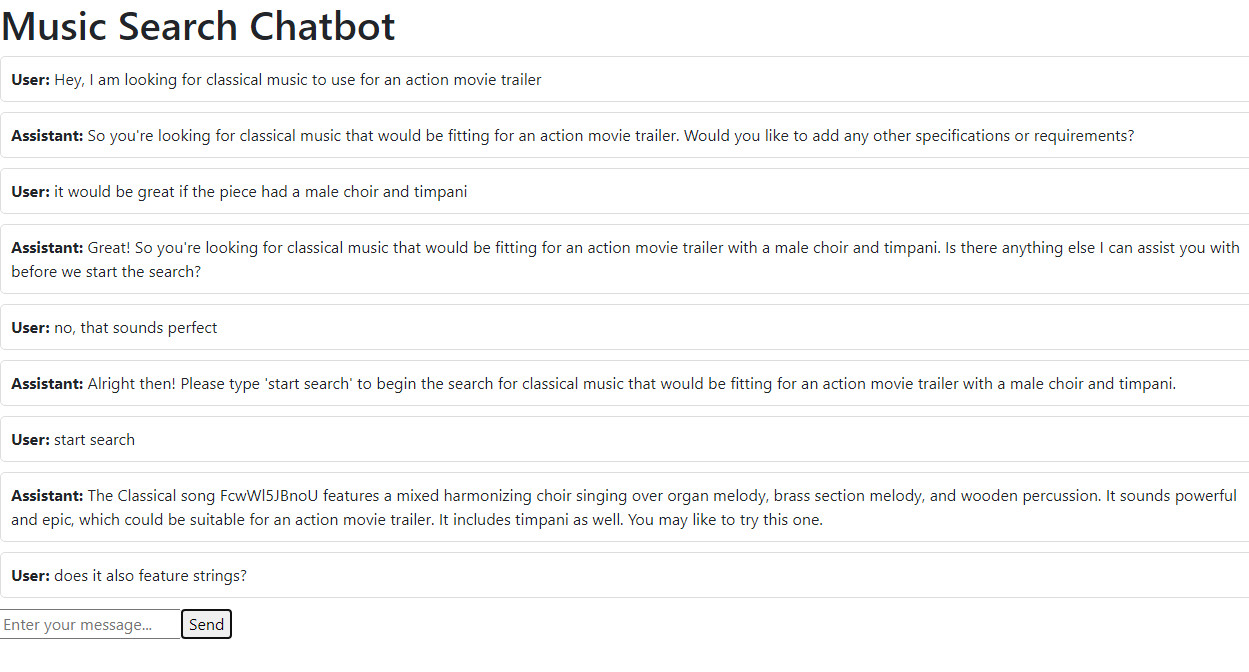 Music Search Chatbot
User: Hey, I am looking for classical music to use for an action movie trailer
Assistant: So you're looking for classical music that would be fitting for an action movie trailer. Would you like to add any other specifications or requirements?
User: it would be great if the piece had a male choir and timpani
Assistant: Great! So you're looking for classical music that would be fitting for an action movie trailer with a male choir and timpani. Is there anything else I can assist you with
before we start the search?
User: no, that sounds perfect
Assistant: Alright then! Please type 'start search' to begin the search for classical music that would be fitting for an action movie trailer with a male choir and timpani.
User: start search
Assistant: The Classical song FcwWl5JBnoU features a mixed harmonizing choir singing over organ melody, brass section melody, and wooden percussion. It sounds powerful
and epic, which could be suitable for an action movie trailer. It includes timpani as well. You may like to try this one.
User: does it also feature strings?
Enter your message... Send